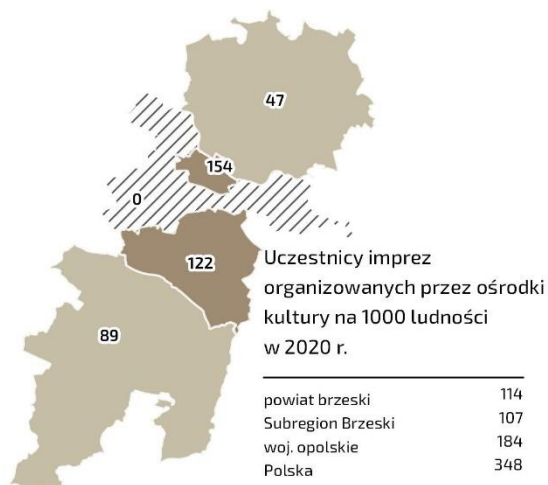 47
154
0
122
89
Uczestnicy imprez
organizowanych przez ośrodki
kultury na 1000 ludności
w 2020 r.
powiat brzeski 114
Subregion Brzeski 107
woj. opolskie 184
Polska 348